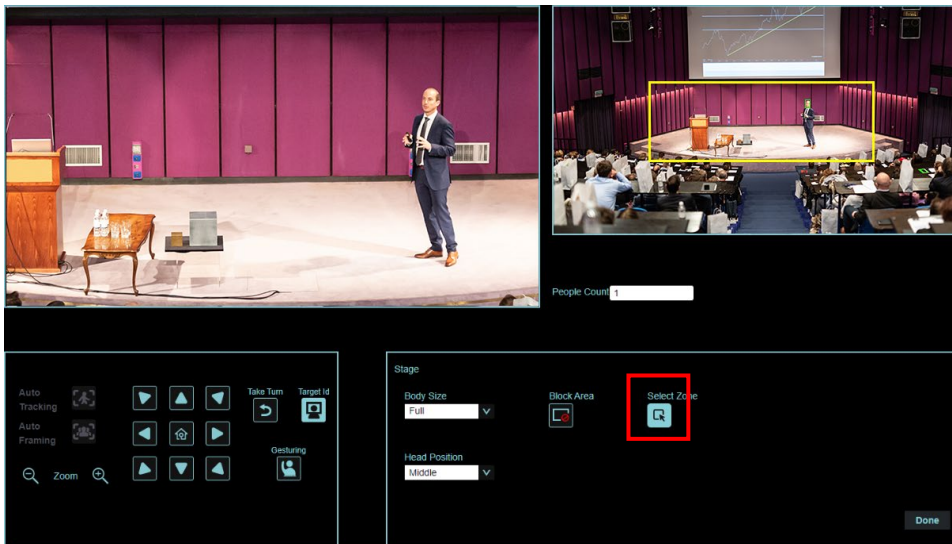 People Count 1
Auto
Tracking
Auto
Framing
Zoom
Take Turn
Target Id
Gesturing
Stage
Body Size
Full
Block Area
Select Zone
Head Position
Middle
Done